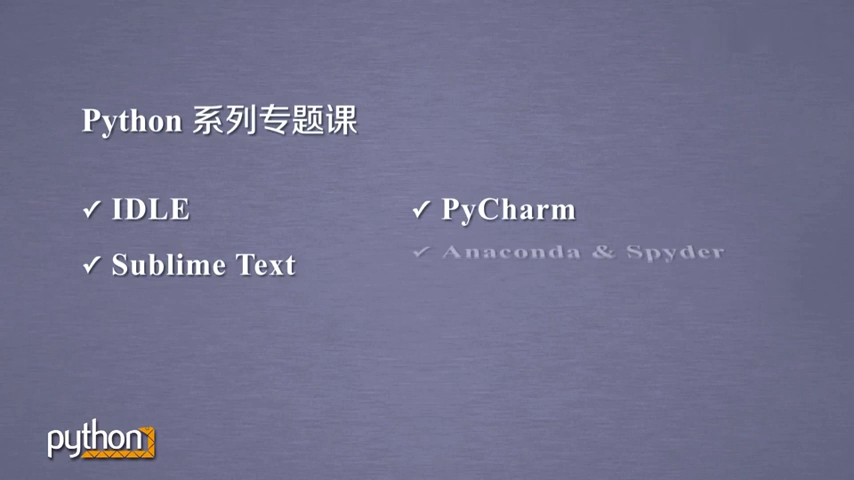 Python 系列专题课
✓ IDLE
✓ Sublime Text
✓ PyCharm
✓ Anaconda & Spyder
python